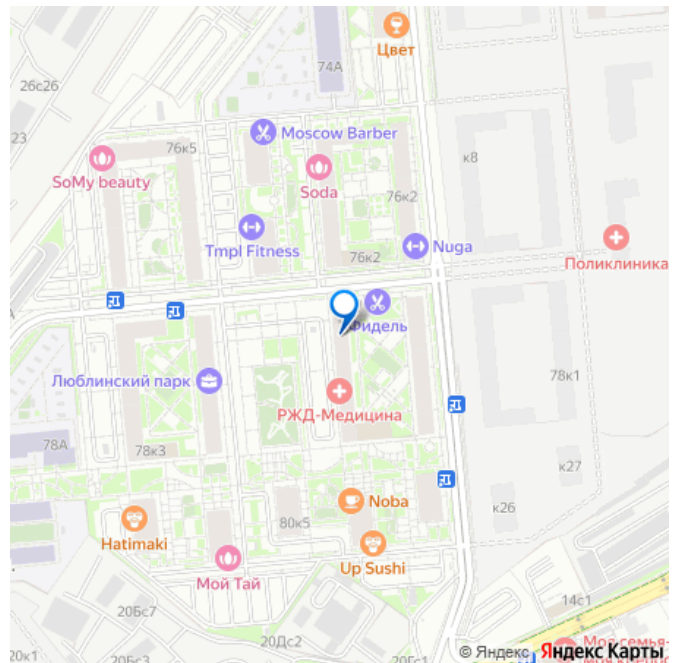 Цвет
74А
26с26
23
Moscow Barber
76к5
к8
SoMy beauty
Soda
76к2
Tmpl Fitness
Nuga
76к2
Поликлиника
Фидель
Люблинский парк
78к1
РЖД-Медицина
78А
78к3
к27
Noba
к26
80к5
Hatimaki
Up Sushi
Мой Тай
14с1
20Бс7
20Бс3
20Дс2
20к1
Моя семья-
© Яндекс Яндекс Карты